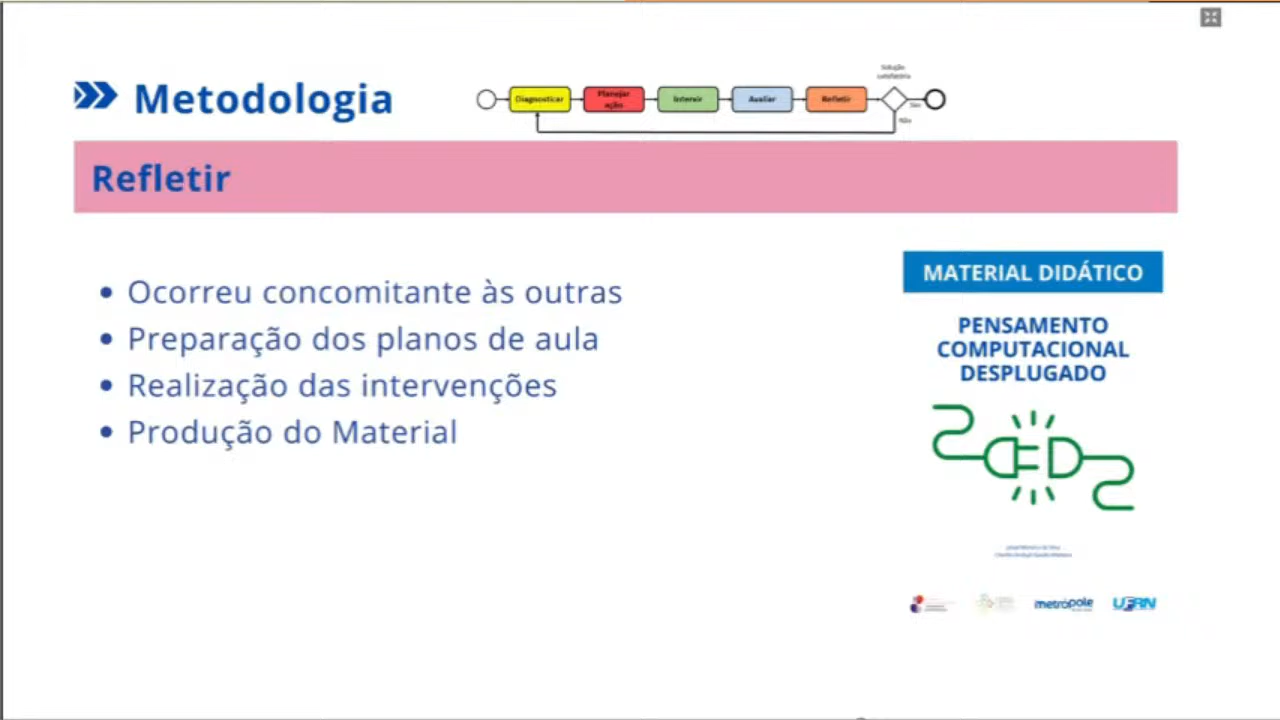 Metodologia
Solução
satisfatória
Diagnosticar
Planejar
ação
Intervir
Avaliar
Refletir
Sim
Não
Refletir
Ocorreu concomitante às outras
Preparação dos planos de aula
Realização das intervenções
Produção do Material
MATERIAL DIDÁTICO
PENSAMENTO
COMPUTACIONAL
DESPLUGADO
metrópole
UFRN